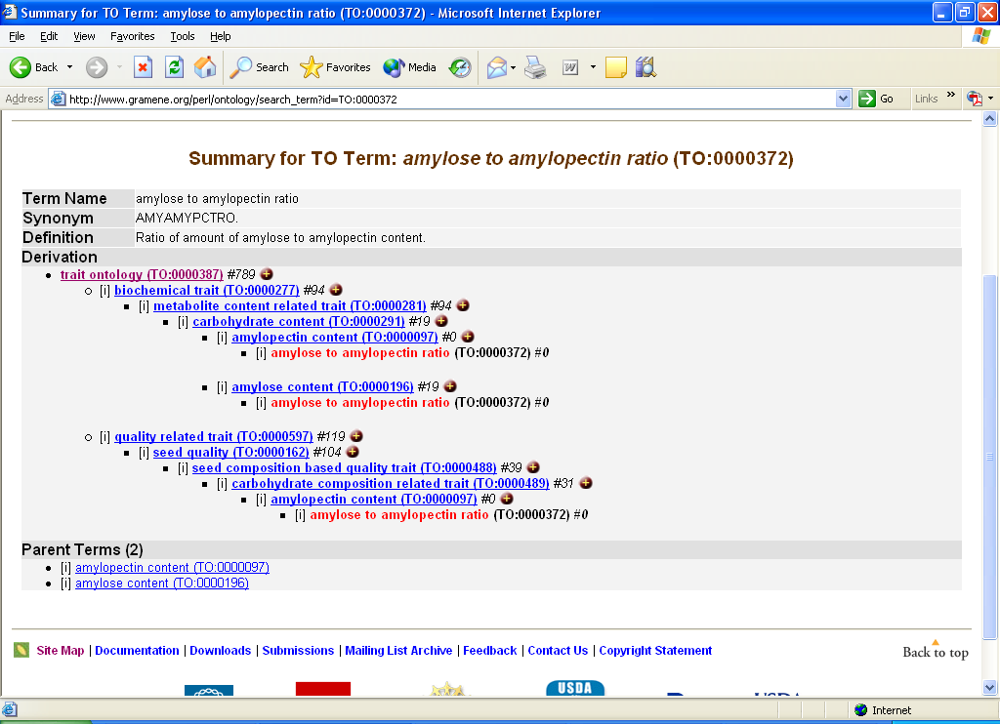 Summary for TO Term: amylose to amylopectin ratio (TO:0000372) - Microsoft Internet Explorer
File Edit View Favorites Tools Help
Back Search Favorites Media
Address http://www.gramene.org/perl/ontology/search_term?id=TO:0000372 Go Links »
Summary for TO Term: amylose to amylopectin ratio (TO:0000372)
Term Name amylose to amylopectin ratio
Synonym AMYAMYPCTRO.
Definition Ratio of amount of amylose to amylopectin content.
Derivation
trait ontology (TO:0000387) #789
[i] biochemical trait (TO:0000277) #94
[i] metabolite content related trait (TO:0000281) #94
[i] carbohydrate content (TO:0000291) #19
[i] amylopectin content (TO:0000097) #0
[i] amylose to amylopectin ratio (TO:0000372) #0
[i] amylose content (TO:0000196) #19
[i] amylose to amylopectin ratio (TO:0000372) #0
[i] quality related trait (TO:0000597) #119
[i] seed quality (TO:0000162) #104
[i] seed composition based quality trait (TO:0000488) #39
[i] carbohydrate composition related trait (TO:0000489) #31
[i] amylopectin content (TO:0000097) #0
[i] amylose to amylopectin ratio (TO:0000372) #0
Parent Terms (2)
[i] amylopectin content (TO:0000097)
[i] amylose content (TO:0000196)
Site Map | Documentation | Downloads | Submissions | Mailing List Archive | Feedback | Contact Us | Copyright Statement
Back to top
USDA USDA
Internet